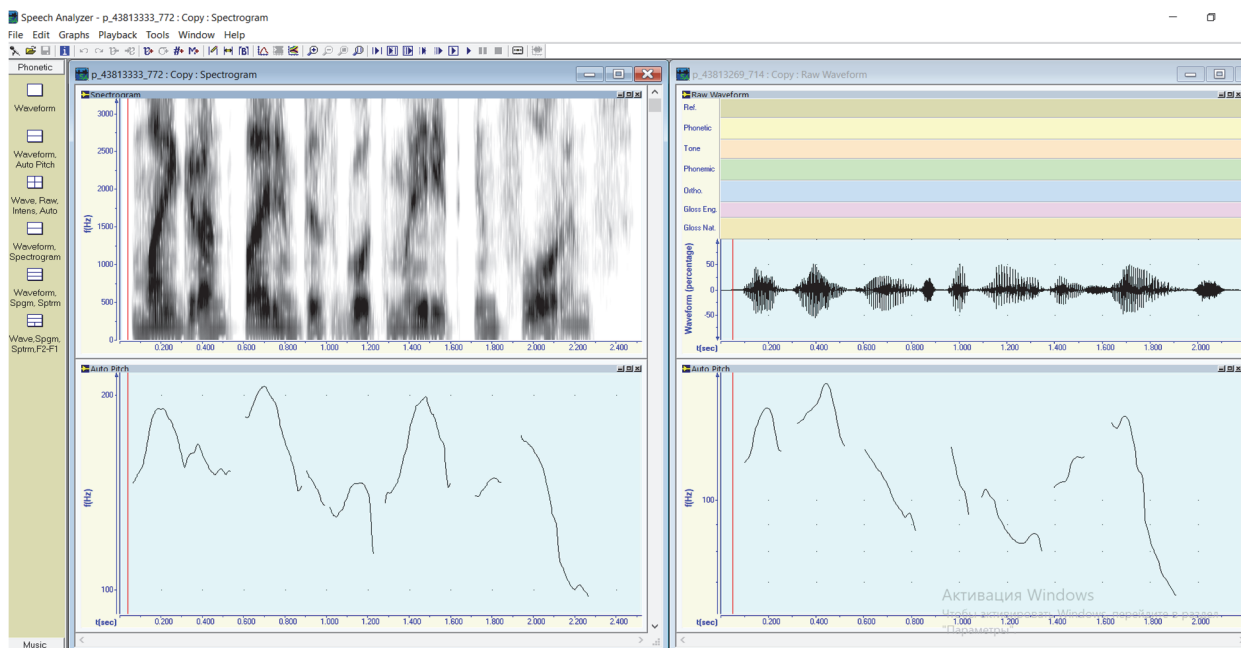 Speech Analyzer - p_43813333_772 : Copy : Spectrogram
File Edit Graphs Playback Tools Window Help
Phonetic
Waveform
Waveform,
Auto Pitch
Wave, Raw,
Intens, Auto
Waveform,
Spectrogram
Waveform,
Spgm, Sptrm
Wave,Spgm,
Sptrm,F2-F1
Music
p_43813333_772 : Copy : Spectrogram
Spectrogram
3000
2500
2000
1500
1000
500
0
f(Hz)
t(sec) 0.200 0.400 0.600 0.800 1.000 1.200 1.400 1.600 1.800 2.000 2.200 2.400
Auto Pitch
200
f(Hz)
100
t(sec) 0.200 0.400 0.600 0.800 1.000 1.200 1.400 1.600 1.800 2.000 2.200 2.400
p_43813269_714 : Copy : Raw Waveform
Raw Waveform
Ref.
Phonetic
Tone
Phonemic
Ortho.
Gloss Eng.
Gloss Nat.
Waveform (percentage)
50
0
-50
t(sec) 0.200 0.400 0.600 0.800 1.000 1.200 1.400 1.600 1.800 2.000
Auto Pitch
f(Hz)
100
t(sec) 0.200 0.400 0.600 0.800 1.000 1.200 1.400 1.600 1.800 2.000
Активация Windows
Чтобы активировать Windows, перейдите в раздел
"Параметры".